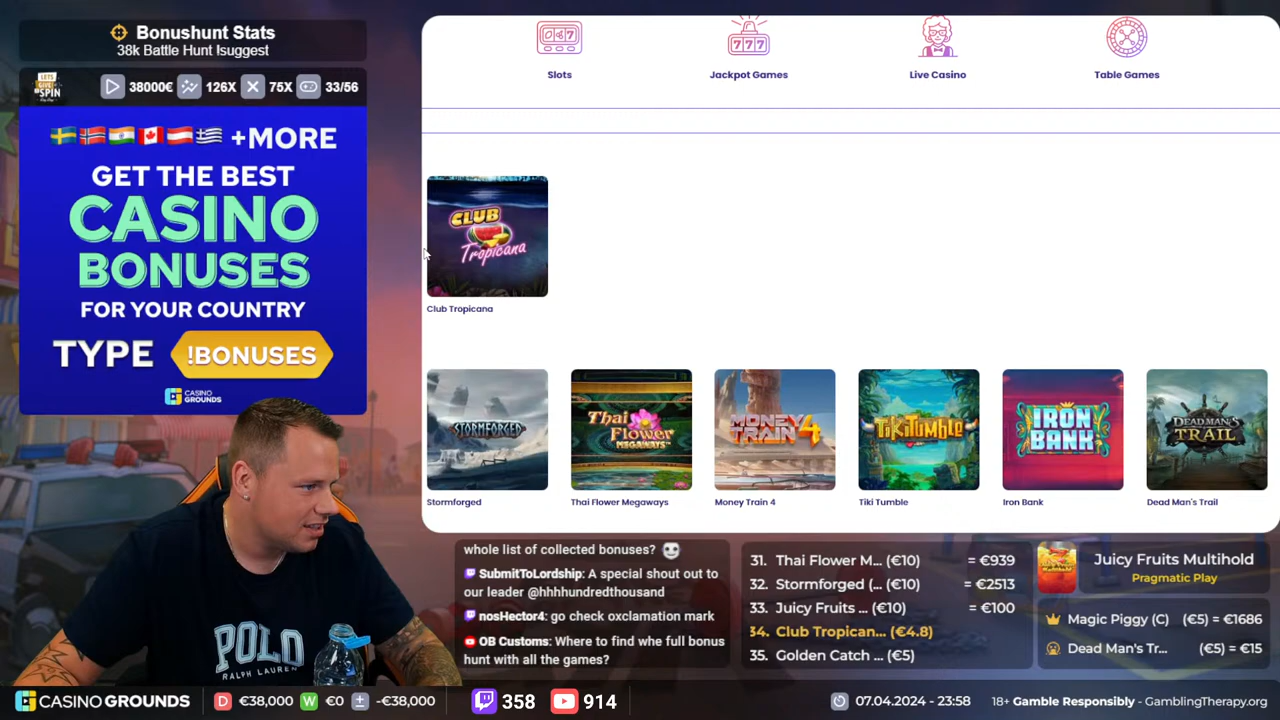 Bonushunt Stats
38k Battle Hunt !suggest
LETS GIVE IT A SPIN
38000€ 126X 75X 33/56
+MORE
GET THE BEST
CASINO
BONUSES
FOR YOUR COUNTRY
TYPE !BONUSES
CASINO
GROUNDS
Slots
Jackpot Games
Live Casino
Table Games
CLUB
Tropicana
Club Tropicana
STORMFORGED
Thai
Flower
MEGAWAYS
MONEY
TRAIN 4
TIKI TUMBLE
IRON
BANK
DEAD MAN'S
TRAIL
Stormforged
Thai Flower Megaways
Money Train 4
Tiki Tumble
Iron Bank
Dead Man's Trail
POLO
RALPH LAUREN
whole list of collected bonuses?
SubmitToLordship: A special shout out to
our leader @hhhhundredthousand
nosHector4: go check oxclomation mark
OB Customs: Where to find whe full bonus
hunt with all the games?
31. Thai Flower M... (€10) = €939
32. Stormforged (... (€10) = €2513
33. Juicy Fruits ... (€10) = €100
34. Club Tropican... (€4.8)
35. Golden Catch ... (€5)
Juicy Fruits Multihold
Pragmatic Play
Magic Piggy (C) (€5) = €1686
Dead Man's Tr... (€5) = €15
CASINOGROUNDS
D €38,000 W €0 ± -€38,000
358
914
07.04.2024 - 23:58
18+ Gamble Responsibly - GamblingTherapy.org